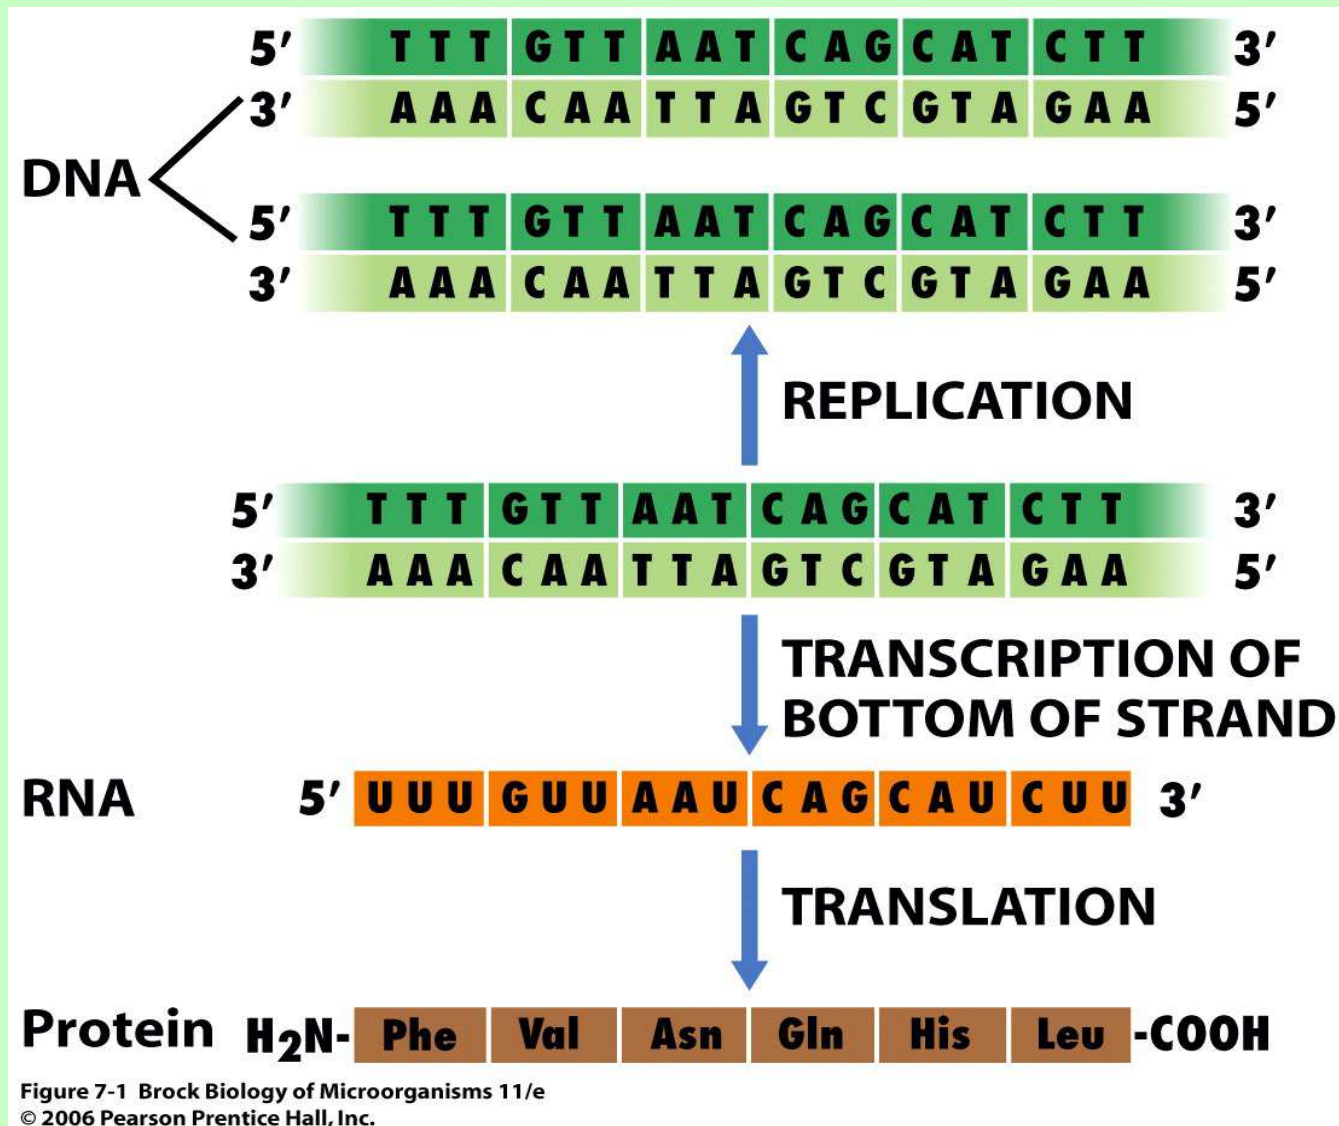 5′ TTT GTT AAT CAG CAT CTT 3′
3′ AAA CAA TTA GTC GTA GAA 5′
DNA
5′ TTT GTT AAT CAG CAT CTT 3′
3′ AAA CAA TTA GTC GTA GAA 5′
REPLICATION
5′ TTT GTT AAT CAG CAT CTT 3′
3′ AAA CAA TTA GTC GTA GAA 5′
TRANSCRIPTION OF
BOTTOM OF STRAND
RNA 5′ UUU GUU AAU CAG CAU CUU 3′
TRANSLATION
Protein H₂N- Phe Val Asn Gln His Leu -COOH
Figure 7-1 Brock Biology of Microorganisms 11/e
© 2006 Pearson Prentice Hall, Inc.